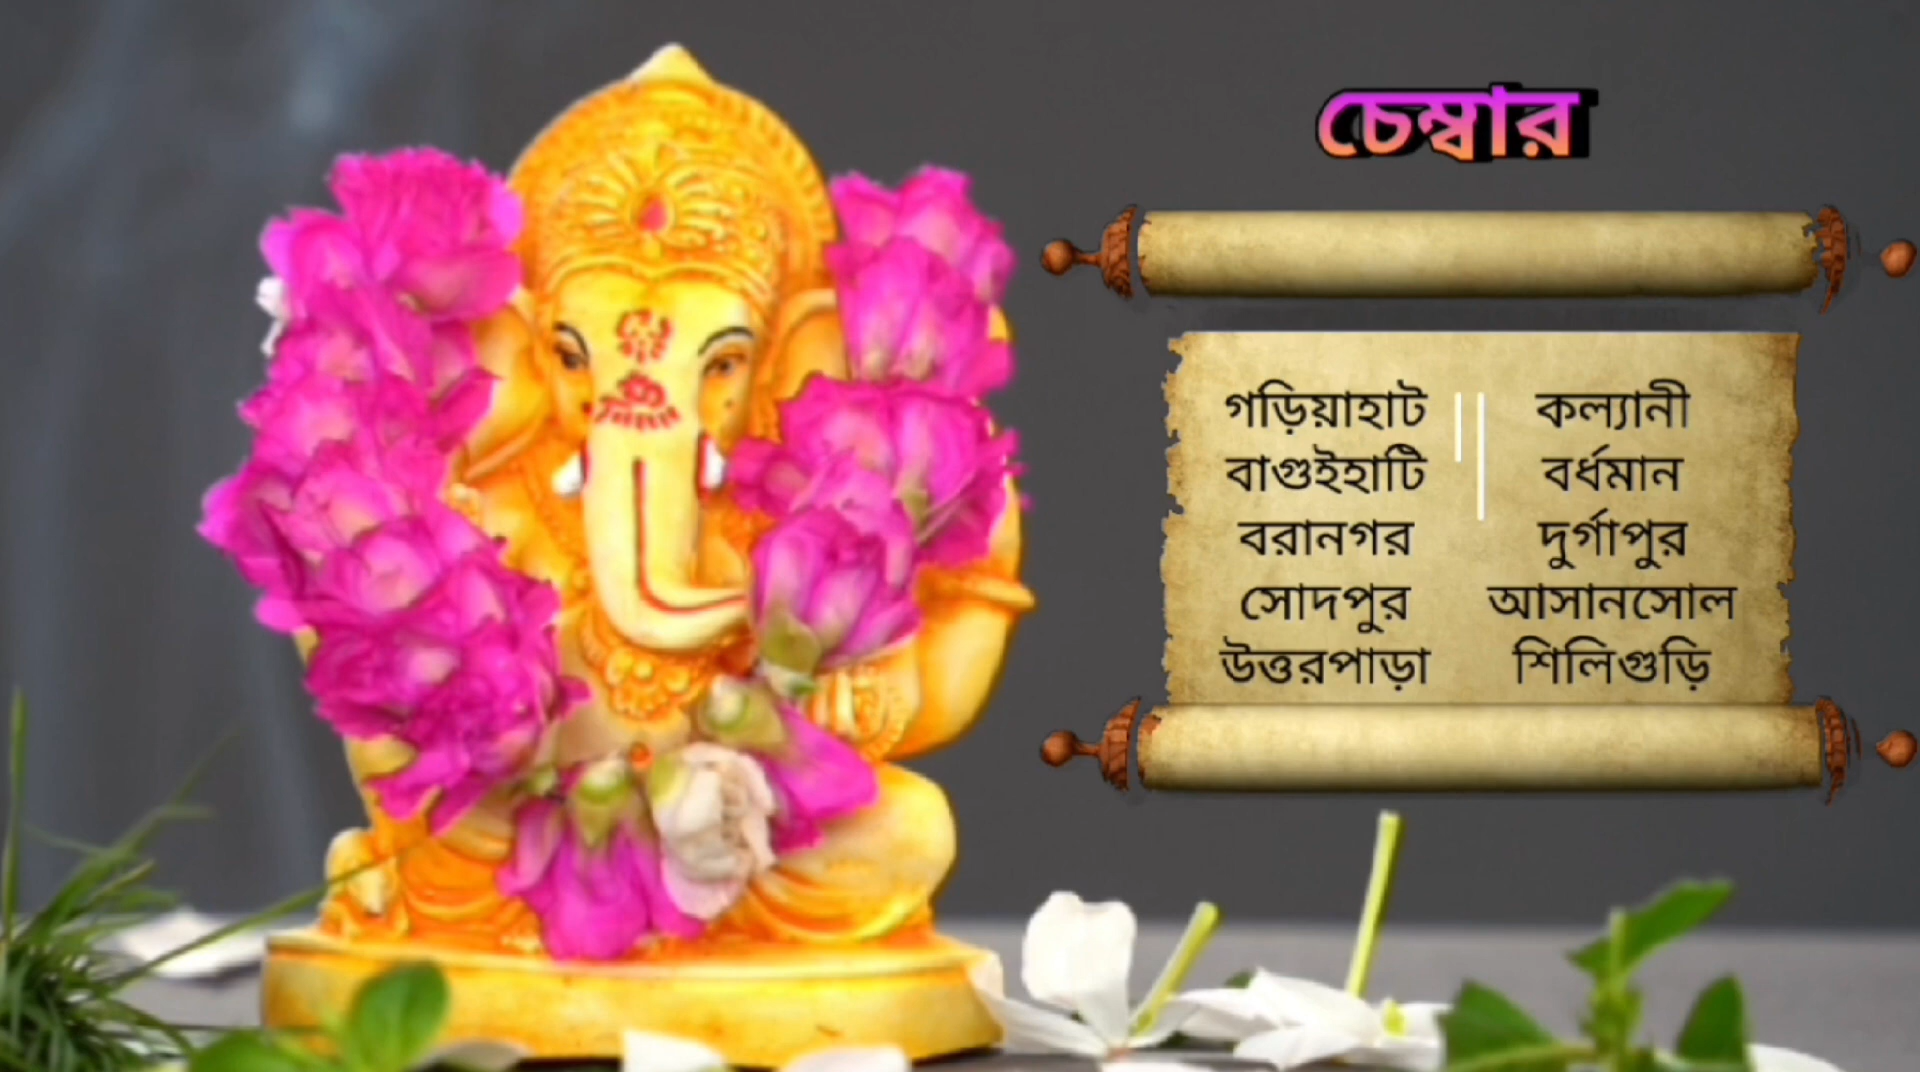 চেম্বার
গড়িয়াহাট
বাগুইহাটি
বরানগর
সোদপুর
উত্তরপাড়া
কল্যানী
বর্ধমান
দুর্গাপুর
আসানসোল
শিলিগুড়ি